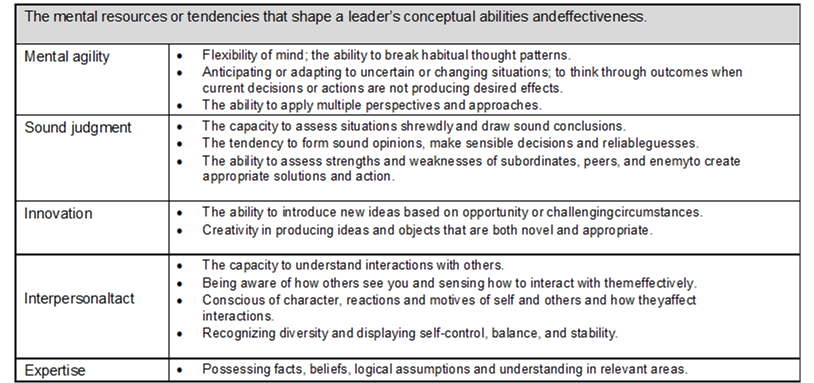 The mental resources or tendencies that shape a leader's conceptual abilities andeffectiveness.
Mental agility
• Flexibility of mind; the ability to break habitual thought patterns.
• Anticipating or adapting to uncertain or changing situations; to think through outcomes when
current decisions or actions are not producing desired effects.
• The ability to apply multiple perspectives and approaches.
Sound judgment
• The capacity to assess situations shrewdly and draw sound conclusions.
• The tendency to form sound opinions, make sensible decisions and reliableguesses.
• The ability to assess strengths and weaknesses of subordinates, peers, and enemyto create
appropriate solutions and action.
Innovation
• The ability to introduce new ideas based on opportunity or challengingcircumstances.
• Creativity in producing ideas and objects that are both novel and appropriate.
Interpersonaltact
• The capacity to understand interactions with others.
• Being aware of how others see you and sensing how to interact with themeffectively.
• Conscious of character, reactions and motives of self and others and how theyaffect
interactions.
• Recognizing diversity and displaying self-control, balance, and stability.
Expertise
• Possessing facts, beliefs, logical assumptions and understanding in relevant areas.